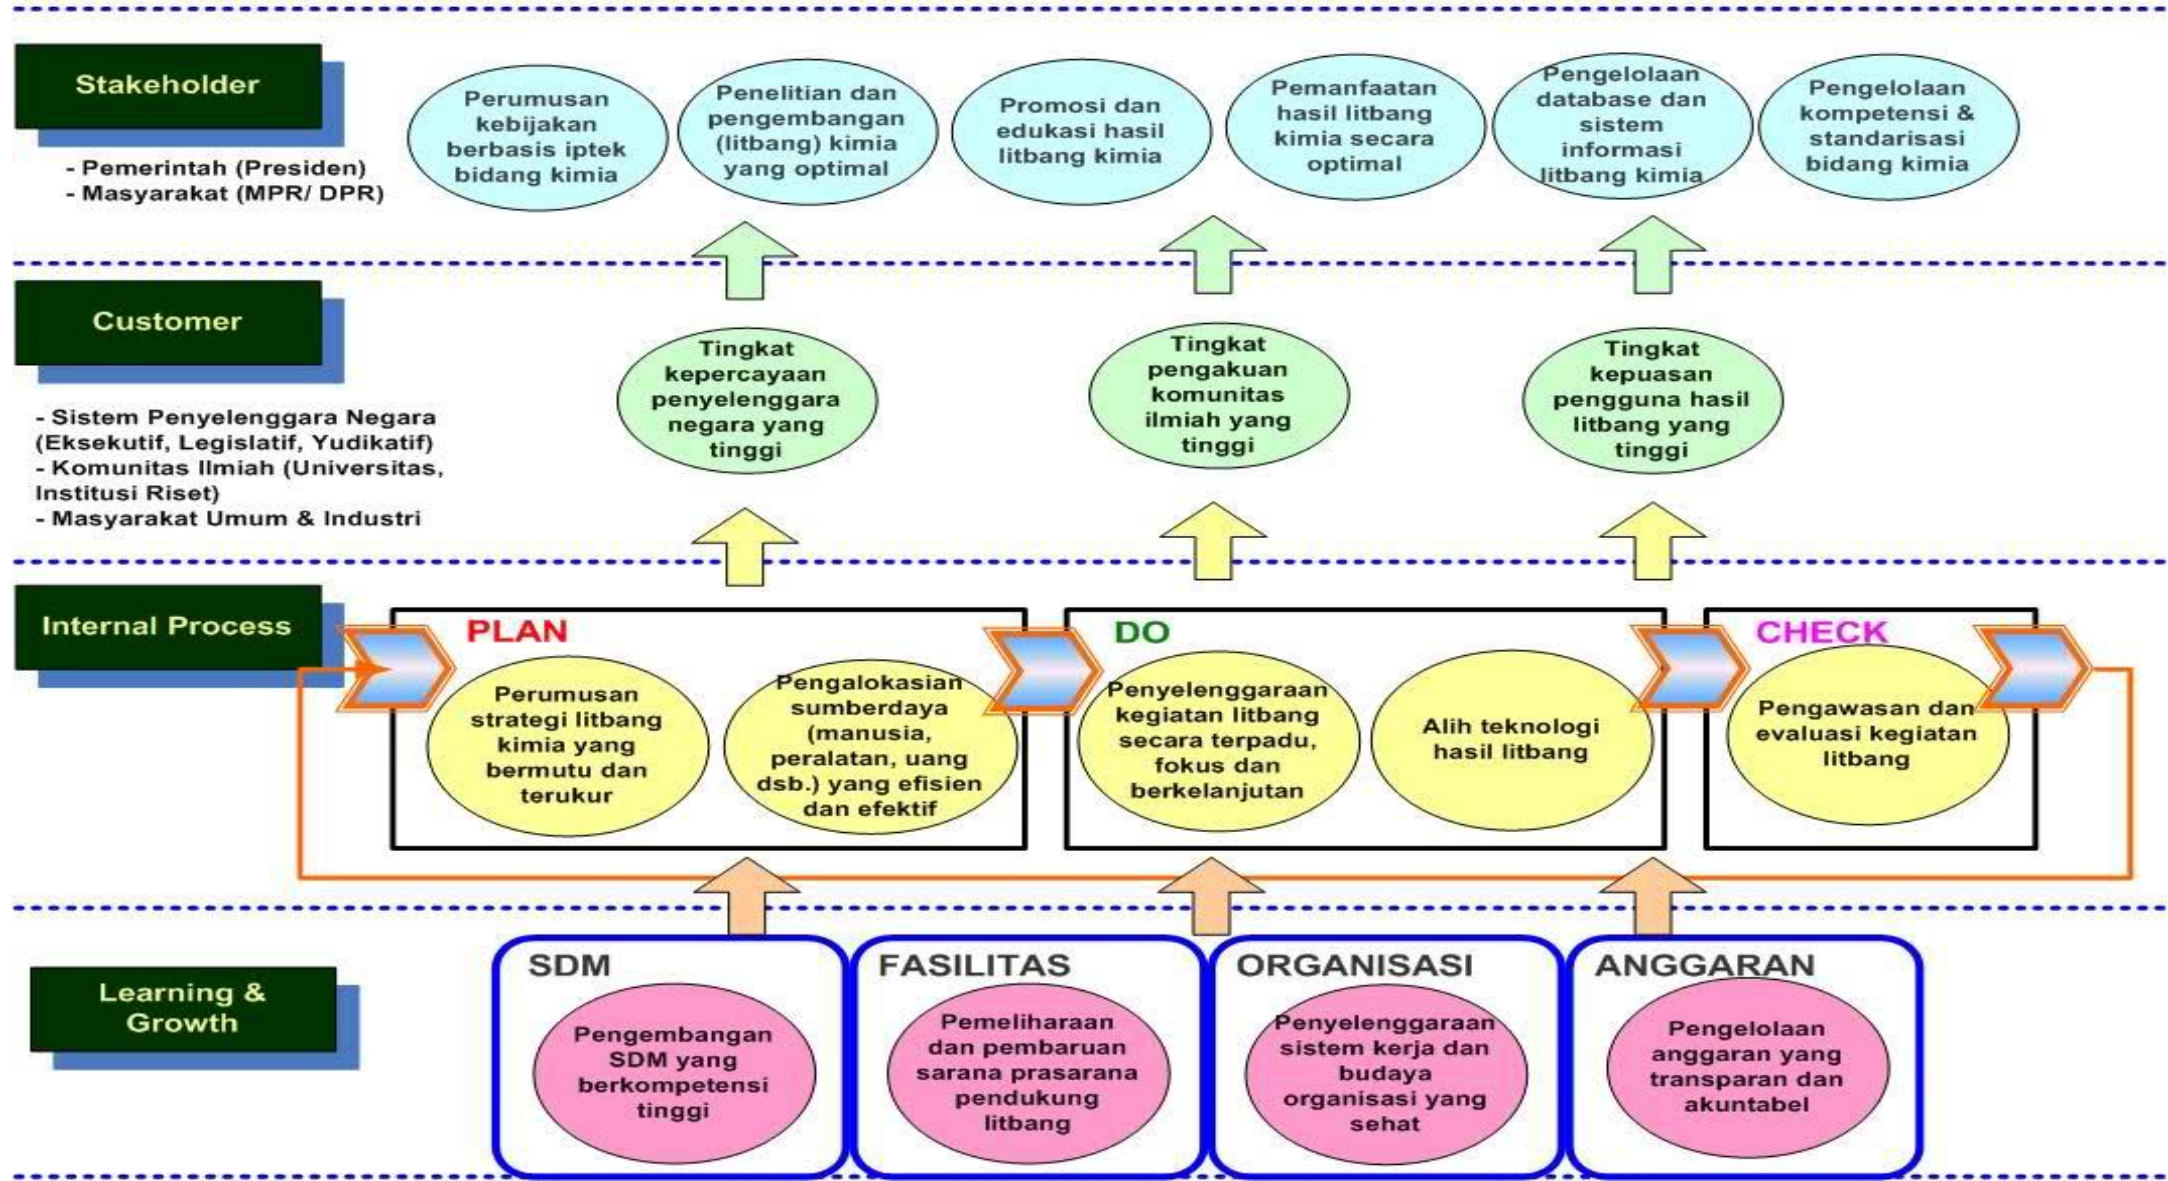 Stakeholder
- Pemerintah (Presiden)
- Masyarakat (MPR/ DPR)
Perumusan
kebijakan
berbasis iptek
bidang kimia
Penelitian dan
pengembangan
(litbang) kimia
yang optimal
Promosi dan
edukasi hasil
litbang kimia
Pemanfaatan
hasil litbang
kimia secara
optimal
Pengelolaan
database dan
sistem
informasi
litbang kimia
Pengelolaan
kompetensi &
standarisasi
bidang kimia
Customer
- Sistem Penyelenggara Negara
(Eksekutif, Legislatif, Yudikatif)
- Komunitas Ilmiah (Universitas,
Institusi Riset)
- Masyarakat Umum & Industri
Tingkat
kepercayaan
penyelenggara
negara yang
tinggi
Tingkat
pengakuan
komunitas
ilmiah yang
tinggi
Tingkat
kepuasan
pengguna hasil
litbang yang
tinggi
Internal Process
PLAN
Perumusan
strategi litbang
kimia yang
bermutu dan
terukur
Pengalokasian
sumberdaya
(manusia,
peralatan, uang
dsb.) yang efisien
dan efektif
DO
Penyelenggaraan
kegiatan litbang
secara terpadu,
fokus dan
berkelanjutan
Alih teknologi
hasil litbang
CHECK
Pengawasan dan
evaluasi kegiatan
litbang
Learning &
Growth
SDM
Pengembangan
SDM yang
berkompetensi
tinggi
FASILITAS
Pemeliharaan
dan pembaruan
sarana prasarana
pendukung
litbang
ORGANISASI
Penyelenggaraan
sistem kerja dan
budaya
organisasi yang
sehat
ANGGARAN
Pengelolaan
anggaran yang
transparan dan
akuntabel